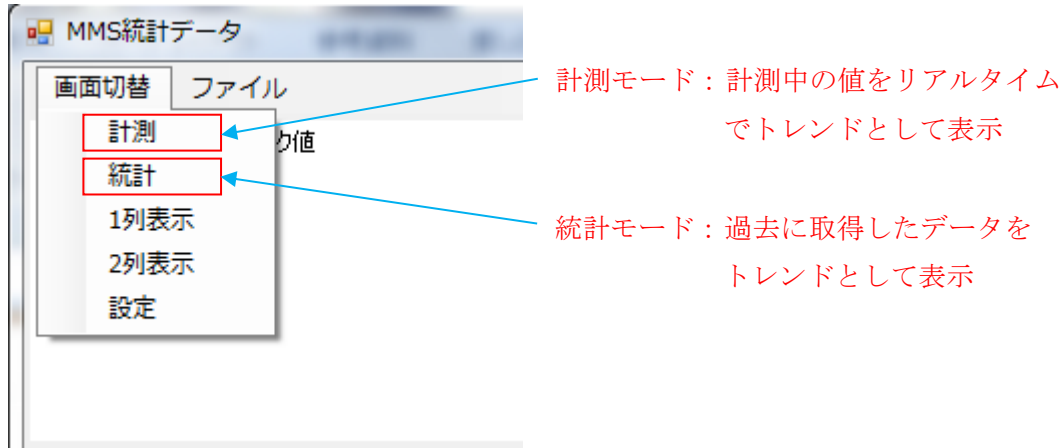 MMS統計データ
画面切替 ファイル
計測
ク値
統計
1列表示
2列表示
設定
計測モード：計測中の値をリアルタイム
でトレンドとして表示
統計モード：過去に取得したデータを
トレンドとして表示